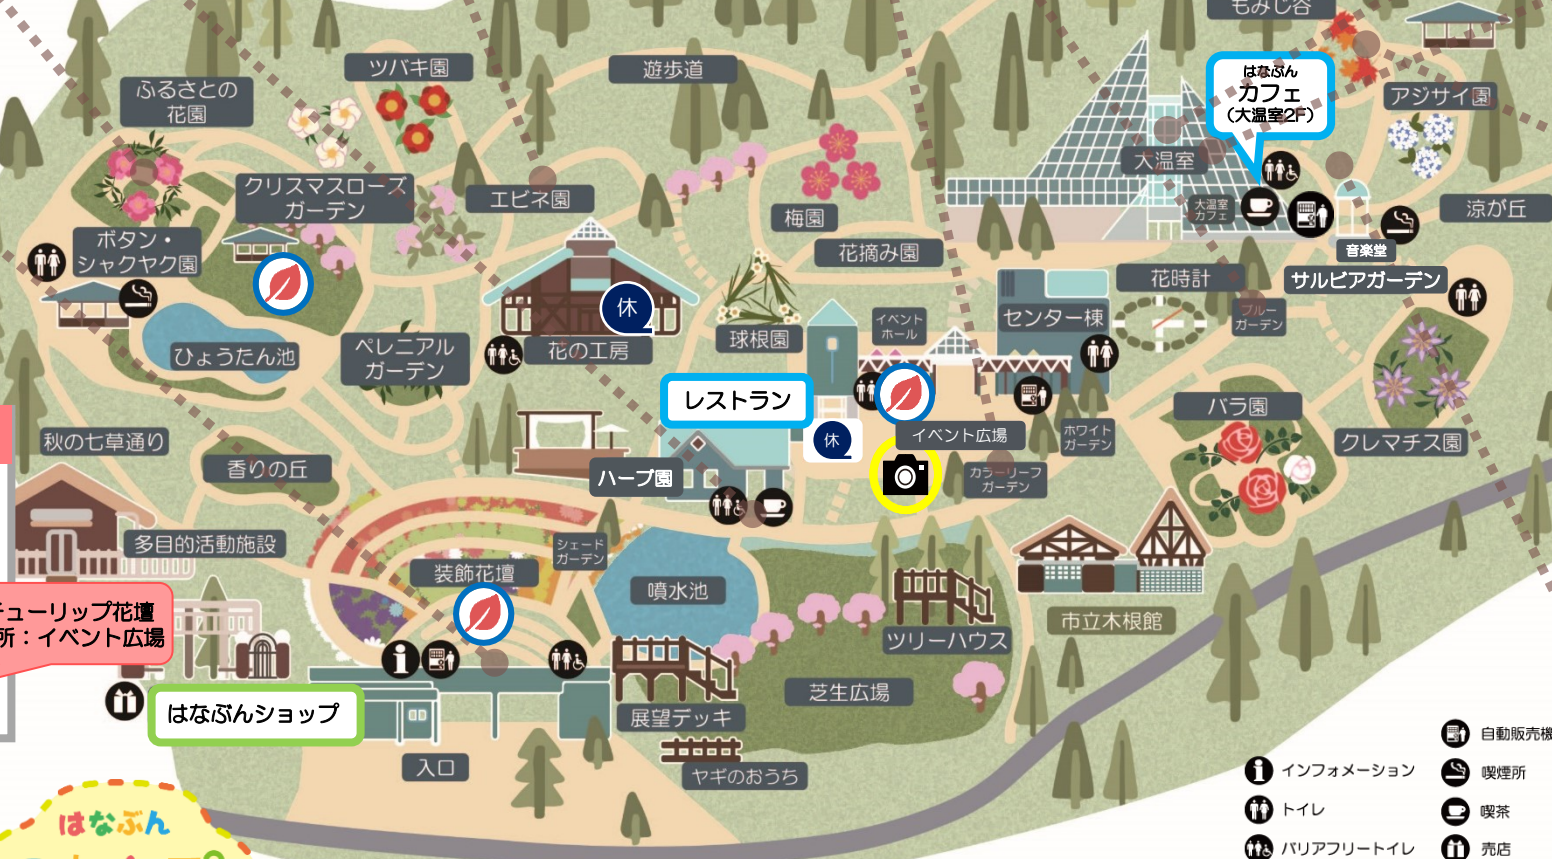 もみじ谷
ツバキ園
遊歩道
ふるさとの
花園
はなぶん
カフェ
(大温室2F)
アジサイ園
大温室
クリスマスローズ
ガーデン
エビネ園
梅園
大温室
カフェ
涼が丘
ボタン・
シャクヤク園
花摘み園
音楽堂
サルビアガーデン
花時計
休
イベント
ホール
センター棟
ブルー
ガーデン
球根園
花の工房
ひょうたん池
ペレニアル
ガーデン
レストラン
バラ園
秋の七草通り
休
イベント広場
ホワイト
ガーデン
クレマチス園
香りの丘
ハーブ園
カラーリーフ
ガーデン
多目的活動施設
シェード
ガーデン
装飾花壇
噴水池
チューリップ花壇
所：イベント広場
市立木根館
ツリーハウス
はなぶんショップ
展望デッキ
芝生広場
入口
ヤギのおうち
自動販売機
インフォメーション
喫煙所
トイレ
喫茶
バリアフリートイレ
売店
はなぶん